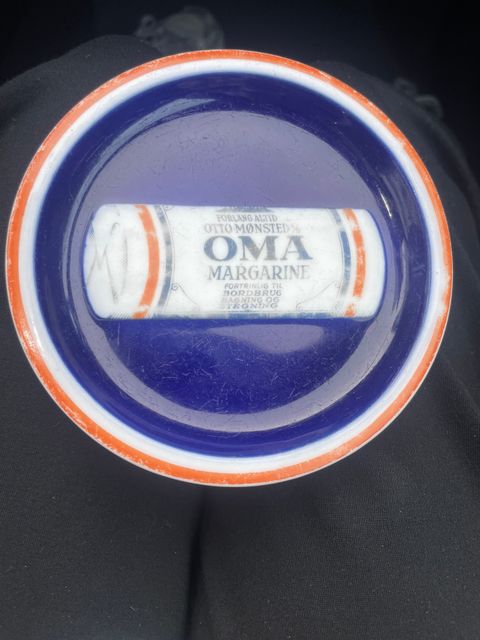 FORLANG ALTID
OTTO MØNSTED'S
OMA
MARGARINE
FORTRINLIG TIL
BORDBRUG
BAGNING OG
STEGNING